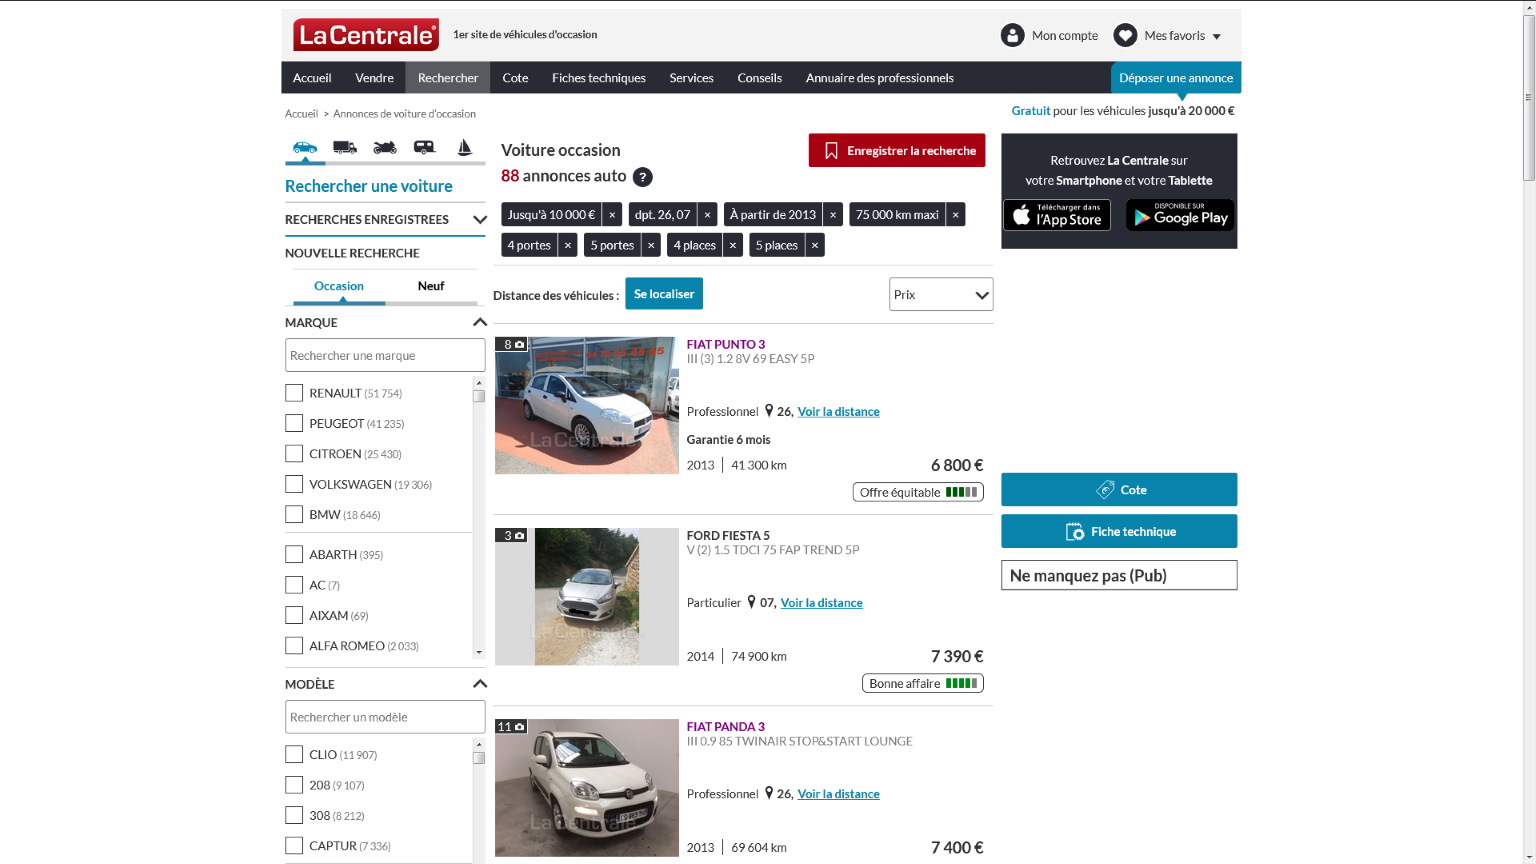 LaCentrale®
1er site de véhicules d'occasion
Mon compte
Mes favoris
Accueil
Vendre
Rechercher
Cote
Fiches techniques
Services
Conseils
Annuaire des professionnels
Déposer une annonce
Accueil > Annonces de voiture d'occasion
Gratuit pour les véhicules jusqu'à 20 000 €
Rechercher une voiture
RECHERCHES ENREGISTREES
NOUVELLE RECHERCHE
Occasion
Neuf
MARQUE
Rechercher une marque
RENAULT (51 754)
PEUGEOT (41 235)
CITROEN (25 430)
VOLKSWAGEN (19 306)
BMW (18 646)
ABARTH (395)
AC (7)
AIXAM (69)
ALFA ROMEO (2 033)
MODÈLE
Rechercher un modèle
CLIO (11 907)
208 (9 107)
308 (8 212)
CAPTUR (7 336)
Voiture occasion
88 annonces auto ?
Enregistrer la recherche
Jusqu'à 10 000 € ×
dpt. 26, 07 ×
À partir de 2013 ×
75 000 km maxi ×
4 portes ×
5 portes ×
4 places ×
5 places ×
Distance des véhicules :
Se localiser
Prix
8
LaCentrale
FIAT PUNTO 3
III (3) 1.2 8V 69 EASY 5P
Professionnel 26, Voir la distance
Garantie 6 mois
2013 | 41 300 km
6 800 €
Offre équitable
3
LaCentrale
FORD FIESTA 5
V (2) 1.5 TDCI 75 FAP TREND 5P
Particulier 07, Voir la distance
2014 | 74 900 km
7 390 €
Bonne affaire
11
LaCentrale
FIAT PANDA 3
III 0.9 85 TWINAIR STOP&START LOUNGE
Professionnel 26, Voir la distance
2013 | 69 604 km
7 400 €
Retrouvez La Centrale sur
votre Smartphone et votre Tablette
Télécharger dans
l'App Store
DISPONIBLE SUR
Google Play
Cote
Fiche technique
Ne manquez pas (Pub)